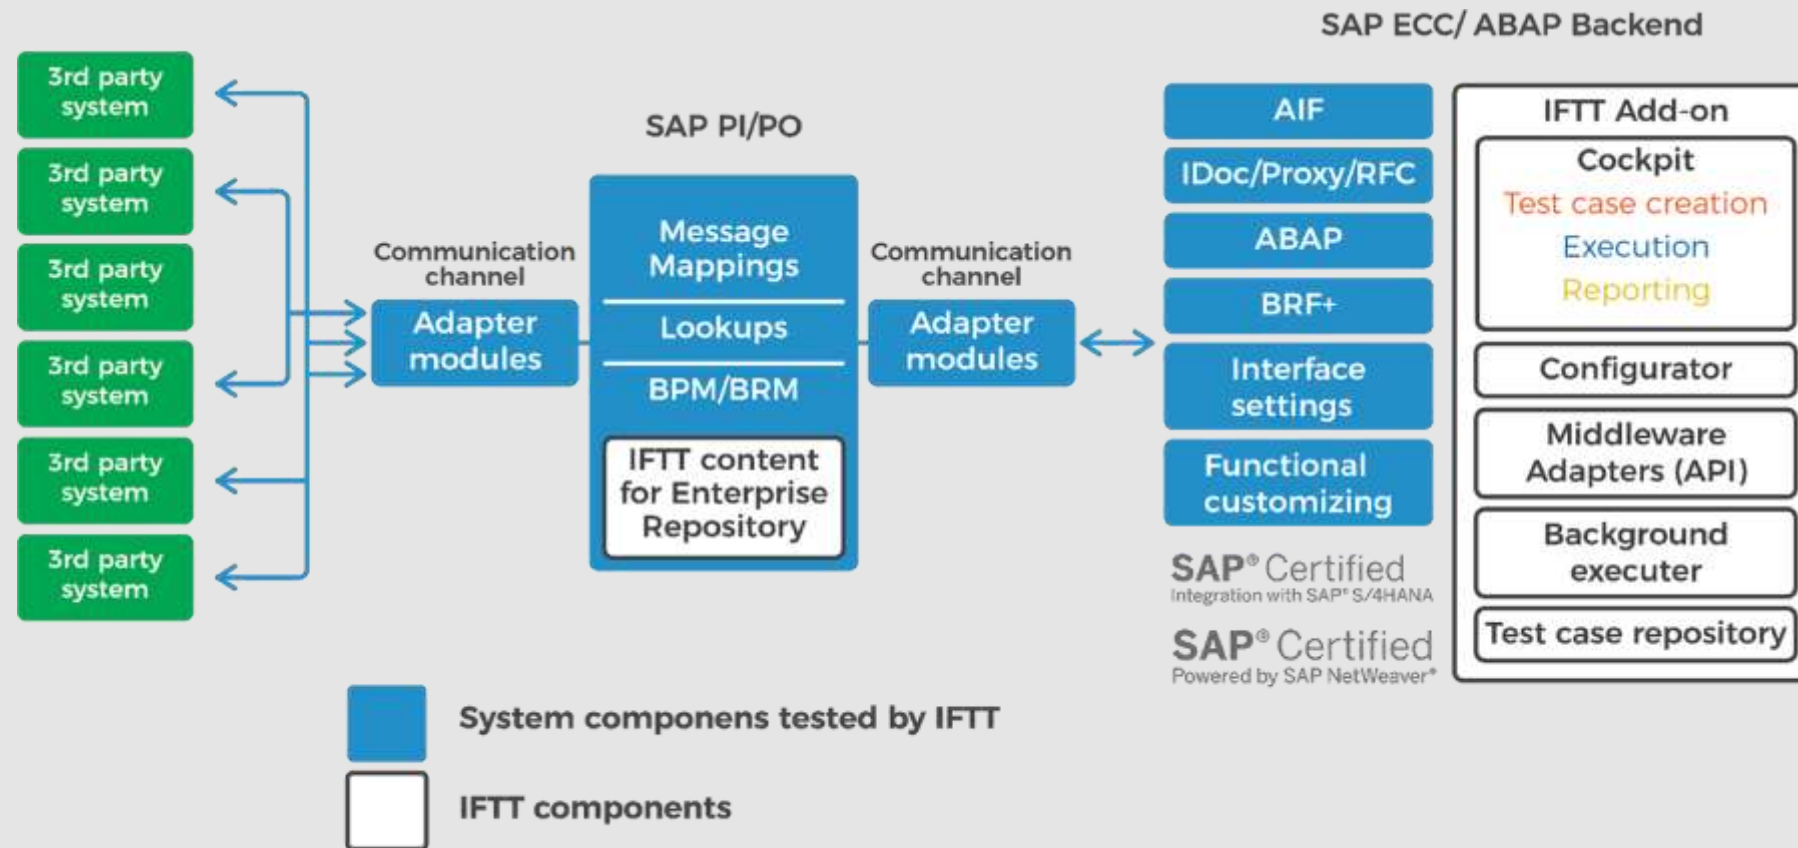 SAP ECC/ ABAP Backend
3rd party
system
3rd party
system
3rd party
system
3rd party
system
3rd party
system
3rd party
system
Communication
channel
Adapter
modules
SAP PI/PO
Message
Mappings
Lookups
BPM/BRM
IFTT content
for Enterprise
Repository
Communication
channel
Adapter
modules
AIF
IDoc/Proxy/RFC
ABAP
BRF+
Interface
settings
Functional
customizing
SAP® Certified
Integration with SAP® S/4HANA
SAP® Certified
Powered by SAP NetWeaver®
IFTT Add-on
Cockpit
Test case creation
Execution
Reporting
Configurator
Middleware
Adapters (API)
Background
executer
Test case repository
System componens tested by IFTT
IFTT components